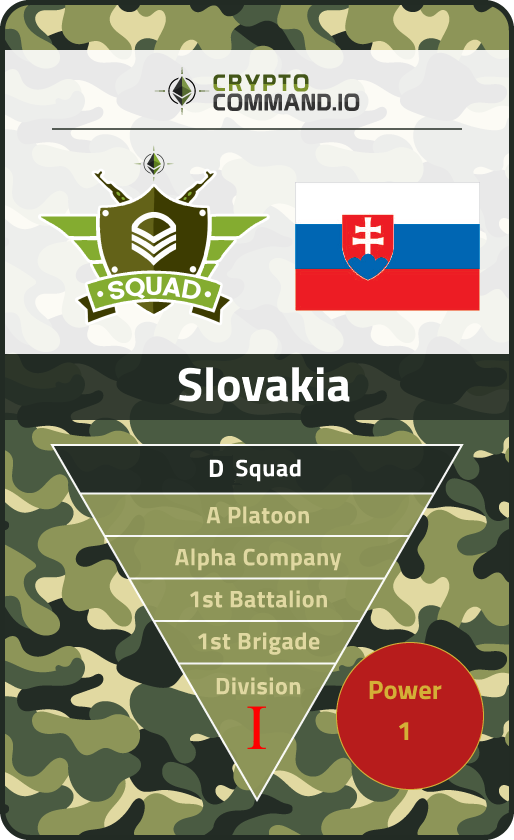 CRYPTO
COMMAND.IO
SQUAD
Slovakia
D Squad
A Platoon
Alpha Company
1st Battalion
1st Brigade
Division
I
Power
1